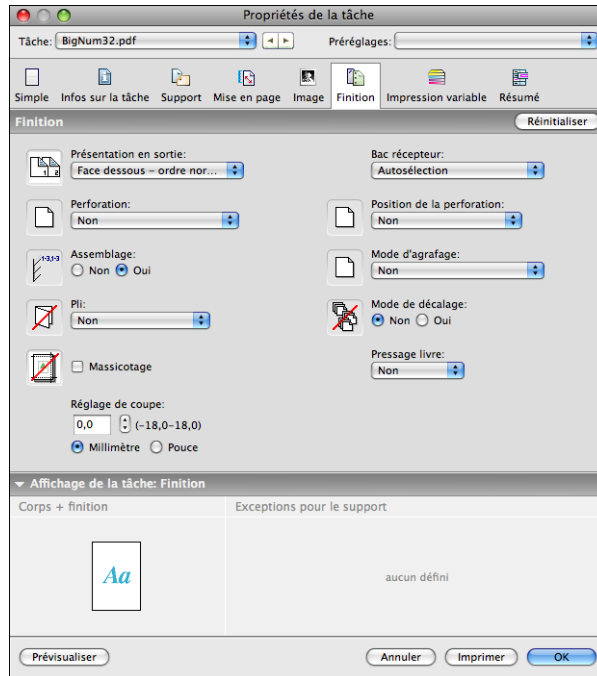 Propriétés de la tâche
Tâche: BigNum32.pdf Préréglages:
Simple Infos sur la tâche Support Mise en page Image Finition Impression variable Résumé
Finition Réinitialiser
Présentation en sortie: Bac récepteur:
Face dessous – ordre nor... Autosélection
Perforation: Position de la perforation:
Non Non
Assemblage: Mode d'agrafage:
1-3,1-3 Non Oui Non
Pli: Mode de décalage:
Non Non Oui
Massicotage Pressage livre:
Non
Réglage de coupe:
0,0 (-18,0-18,0)
Millimètre Pouce
Affichage de la tâche: Finition
Corps + finition Exceptions pour le support
Aa aucun défini
Prévisualiser Annuler Imprimer OK